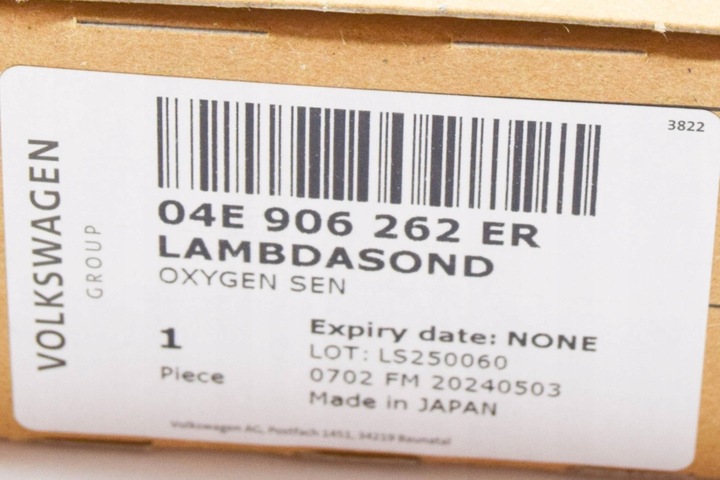 3822
VOLKSWAGEN
GROUP
04E 906 262 ER
LAMBDASOND
OXYGEN SEN
1
Piece
Expiry date: NONE
LOT: LS250060
0702 FM 20240503
Made in JAPAN
Volkswagen AG, Postfach 1451, 34219 Baunatal